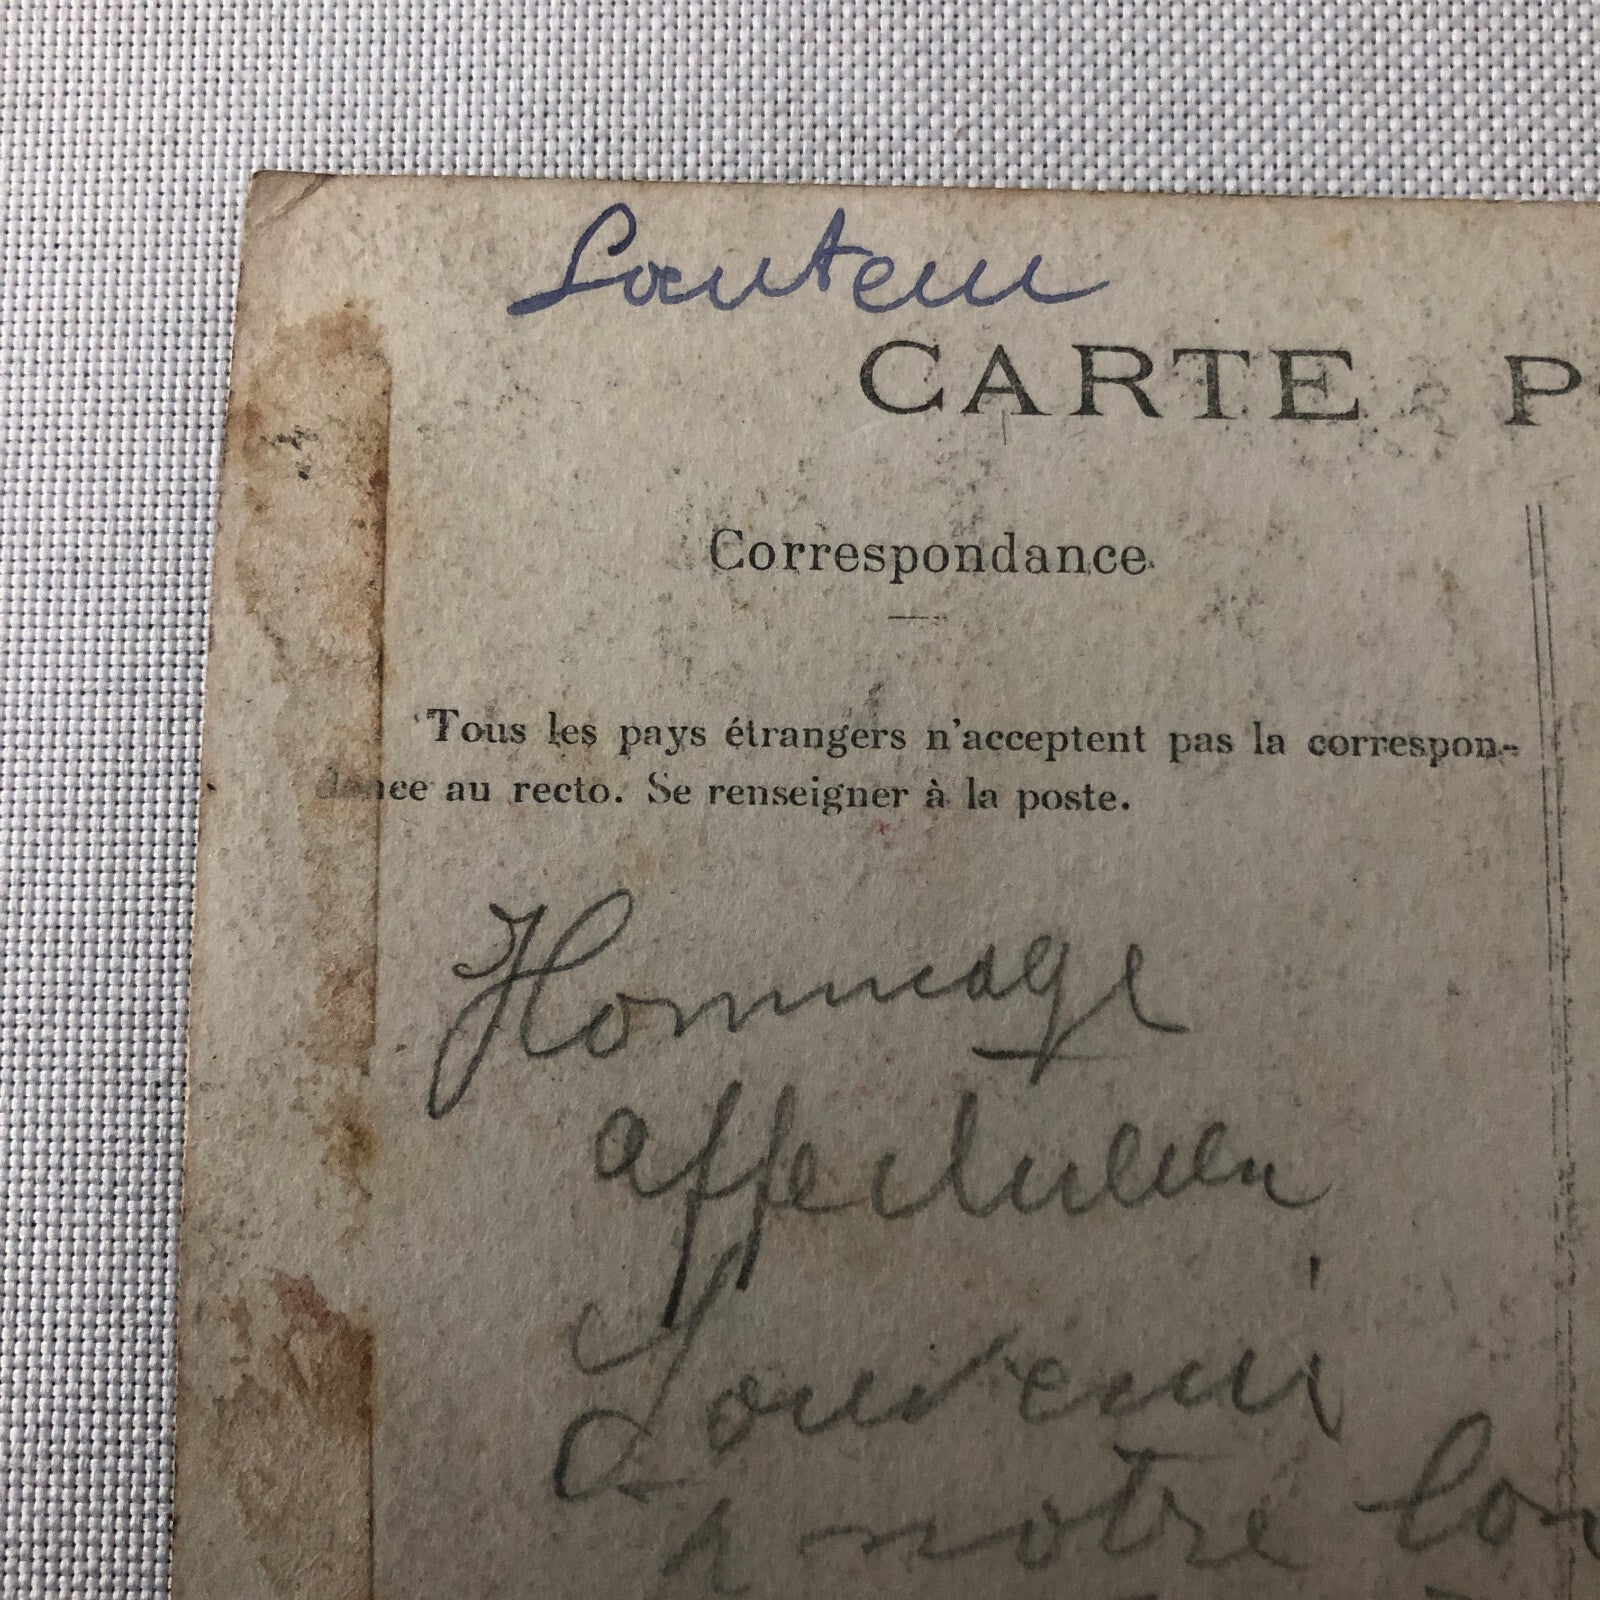 Sauteur
CARTE P
Correspondance
Tous les pays étrangers n'acceptent pas la correspon-
dance au recto. Se renseigner à la poste.
Hommage
affectueux
Souvenir
notre